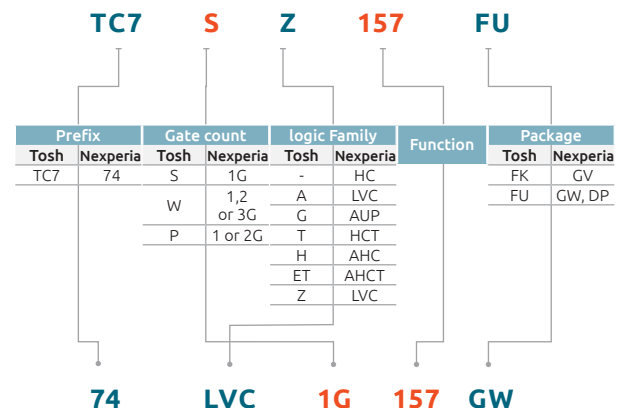 TC7 S Z 157 FU
Prefix Gate count logic Family Function Package
Tosh Nexperia Tosh Nexperia Tosh Nexperia Tosh Nexperia
TC7 74 S 1G - HC FK GV
W 1,2 or 3G A LVC FU GW, DP
G AUP
P 1 or 2G T HCT
H AHC
ET AHCT
Z LVC
74 LVC 1G 157 GW